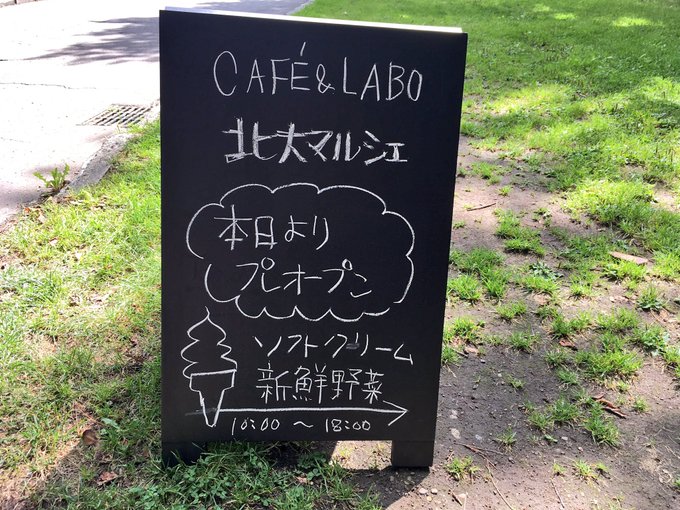 CAFÉ & LABO
北大マルシェ
本日より
プレオープン
ソフトクリーム
新鮮野菜
10:00 〜 18:00